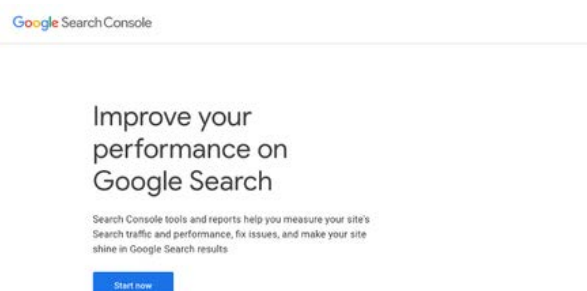 Google Search Console
Improve your
performance on
Google Search
Search Console tools and reports help you measure your site's
Search traffic and performance, fix issues, and make your site
shine in Google Search results
Start now